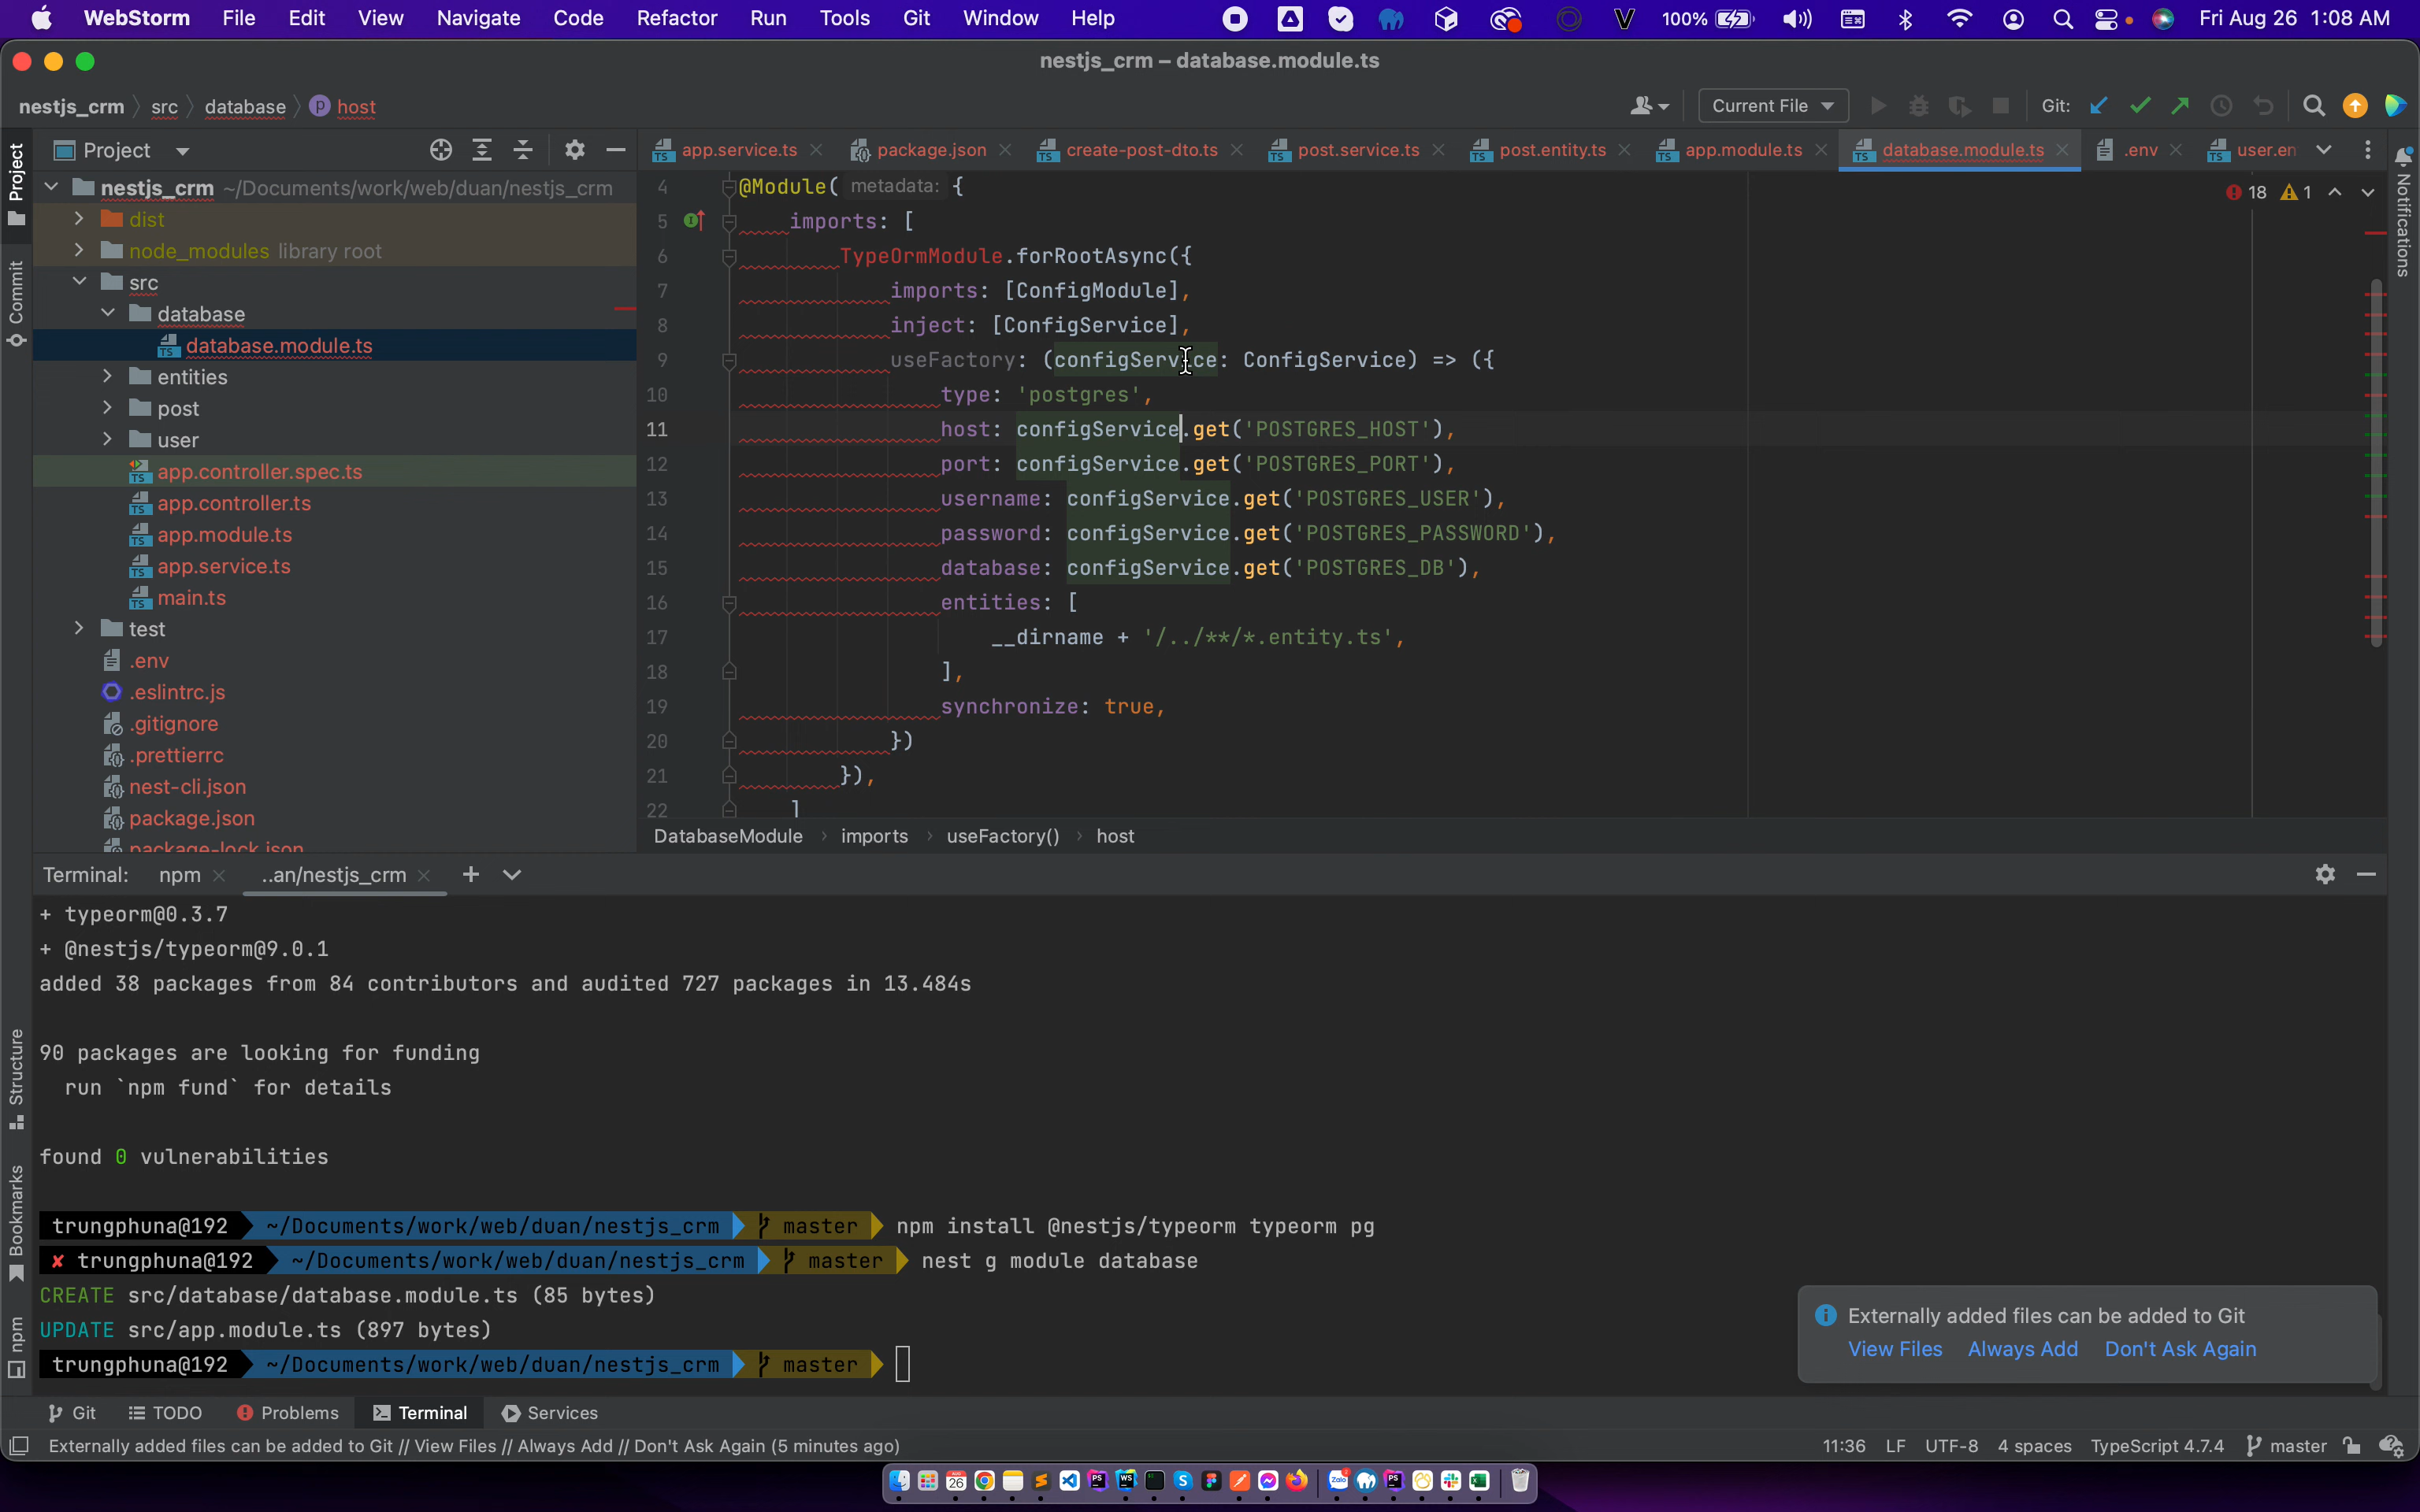 WebStorm File Edit View Navigate Code Refactor Run Tools Git Window Help 100% Fri Aug 26 1:08 AM
nestjs_crm – database.module.ts
nestjs_crm src database host Current File Git:
Project app.service.ts package.json create-post-dto.ts post.service.ts post.entity.ts app.module.ts database.module.ts .env user.en
nestjs_crm ~/Documents/work/web/duan/nestjs_crm
dist
node_modules library root
src
database
database.module.ts
entities
post
user
app.controller.spec.ts
app.controller.ts
app.module.ts
app.service.ts
main.ts
test
.env
.eslintrc.js
.gitignore
.prettierrc
nest-cli.json
package.json
package-lock.json
Project
Commit
Structure
Bookmarks
npm
Notifications
18 1
4 @Module( metadata: {
5 imports: [
6 TypeOrmModule.forRootAsync({
7 imports: [ConfigModule],
8 inject: [ConfigService],
9 useFactory: (configService: ConfigService) => ({
10 type: 'postgres',
11 host: configService.get('POSTGRES_HOST'),
12 port: configService.get('POSTGRES_PORT'),
13 username: configService.get('POSTGRES_USER'),
14 password: configService.get('POSTGRES_PASSWORD'),
15 database: configService.get('POSTGRES_DB'),
16 entities: [
17 __dirname + '/../**/*.entity.ts',
18 ],
19 synchronize: true,
20 })
21 }),
22 ]
DatabaseModule imports useFactory() host
Terminal: npm ..an/nestjs_crm
+ typeorm@0.3.7
+ @nestjs/typeorm@9.0.1
added 38 packages from 84 contributors and audited 727 packages in 13.484s
90 packages are looking for funding
run `npm fund` for details
found 0 vulnerabilities
trungphuna@192 ~/Documents/work/web/duan/nestjs_crm master npm install @nestjs/typeorm typeorm pg
✘ trungphuna@192 ~/Documents/work/web/duan/nestjs_crm master nest g module database
CREATE src/database/database.module.ts (85 bytes)
UPDATE src/app.module.ts (897 bytes)
trungphuna@192 ~/Documents/work/web/duan/nestjs_crm master
Externally added files can be added to Git
View Files Always Add Don't Ask Again
Git TODO Problems Terminal Services
Externally added files can be added to Git // View Files // Always Add // Don't Ask Again (5 minutes ago) 11:36 LF UTF-8 4 spaces TypeScript 4.7.4 master